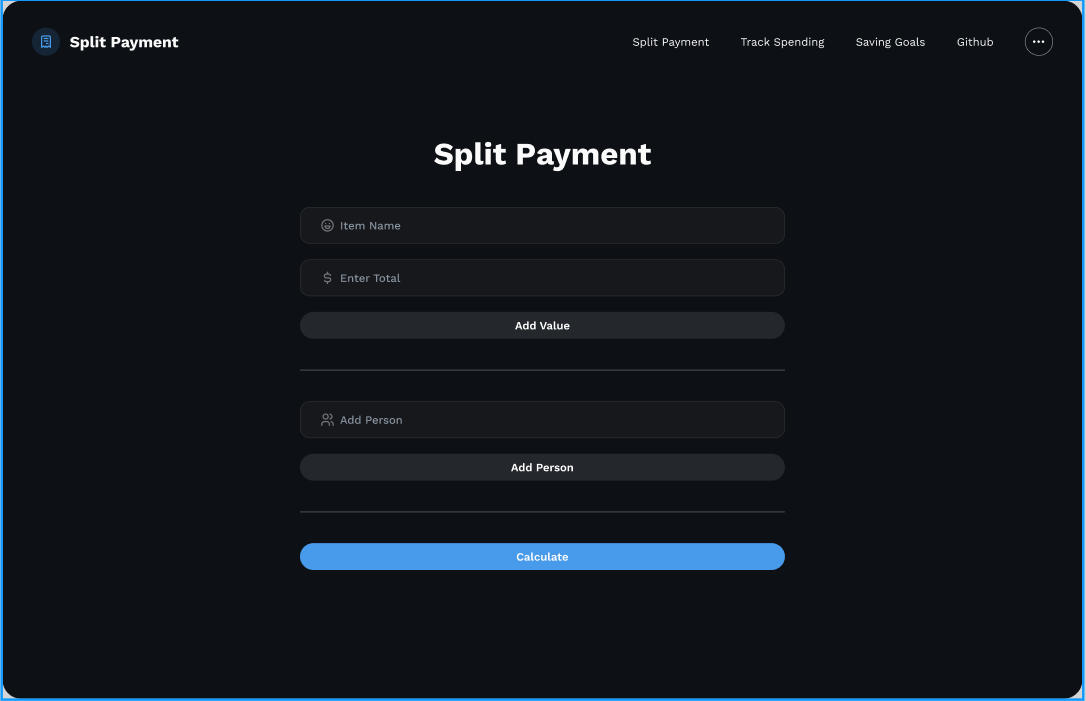 Split Payment
Split Payment Track Spending Saving Goals Github
Split Payment
Item Name
Enter Total
Add Value
Add Person
Add Person
Calculate